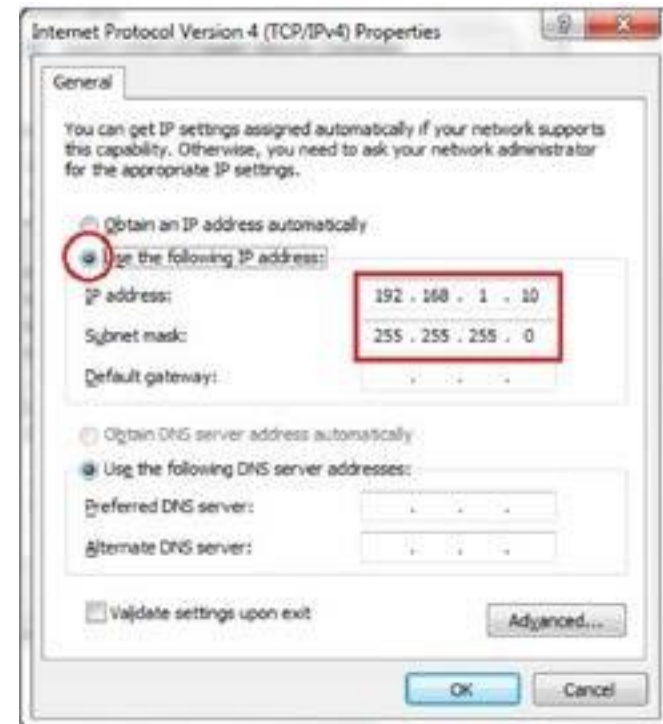 Internet Protocol Version 4 (TCP/IPv4) Properties
General
You can get IP settings assigned automatically if your network supports
this capability. Otherwise, you need to ask your network administrator
for the appropriate IP settings.
Obtain an IP address automatically
Use the following IP address:
IP address: 192 . 168 . 1 . 10
Subnet mask: 255 . 255 . 255 . 0
Default gateway: . . .
Obtain DNS server address automatically
Use the following DNS server addresses:
Preferred DNS server: . . .
Alternate DNS server: . . .
Validate settings upon exit
Advanced...
OK Cancel